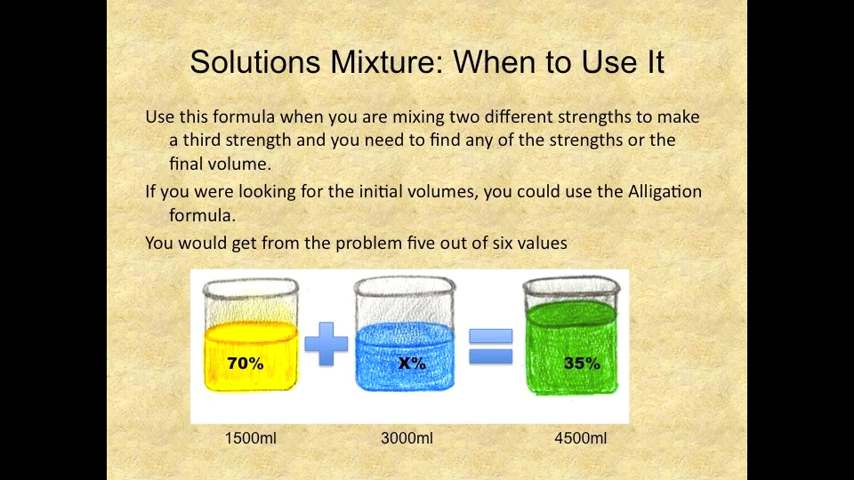 Solutions Mixture: When to Use It
Use this formula when you are mixing two different strengths to make
a third strength and you need to find any of the strengths or the
final volume.
If you were looking for the initial volumes, you could use the Alligation
formula.
You would get from the problem five out of six values
70%
X%
35%
1500ml
3000ml
4500ml